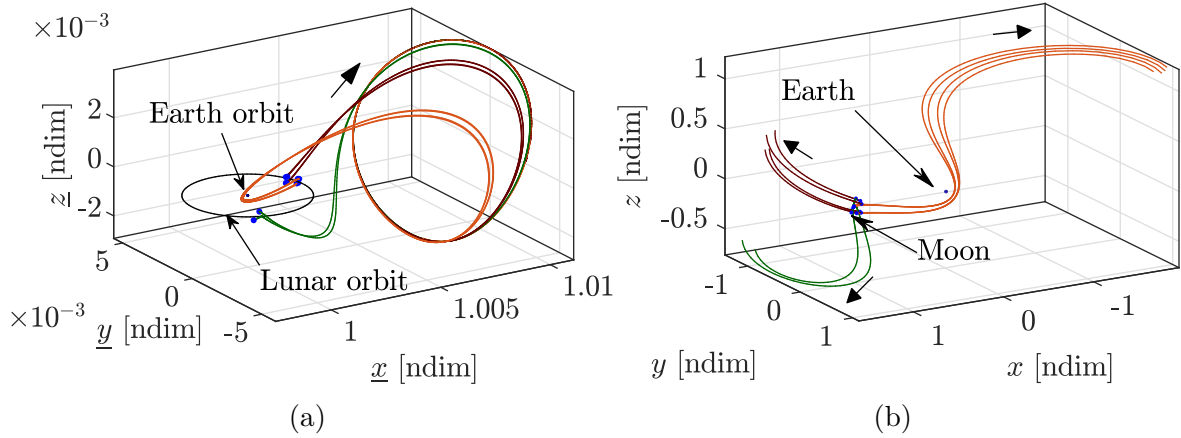 ×10⁻³
2
0
-2
z [ndim]
Earth orbit
Lunar orbit
5
0
-5
×10⁻³
y [ndim]
1
1.005
1.01
x [ndim]
(a)
1
0.5
0
-0.5
z [ndim]
Earth
Moon
-1
0
1
y [ndim]
1
0
-1
x [ndim]
(b)